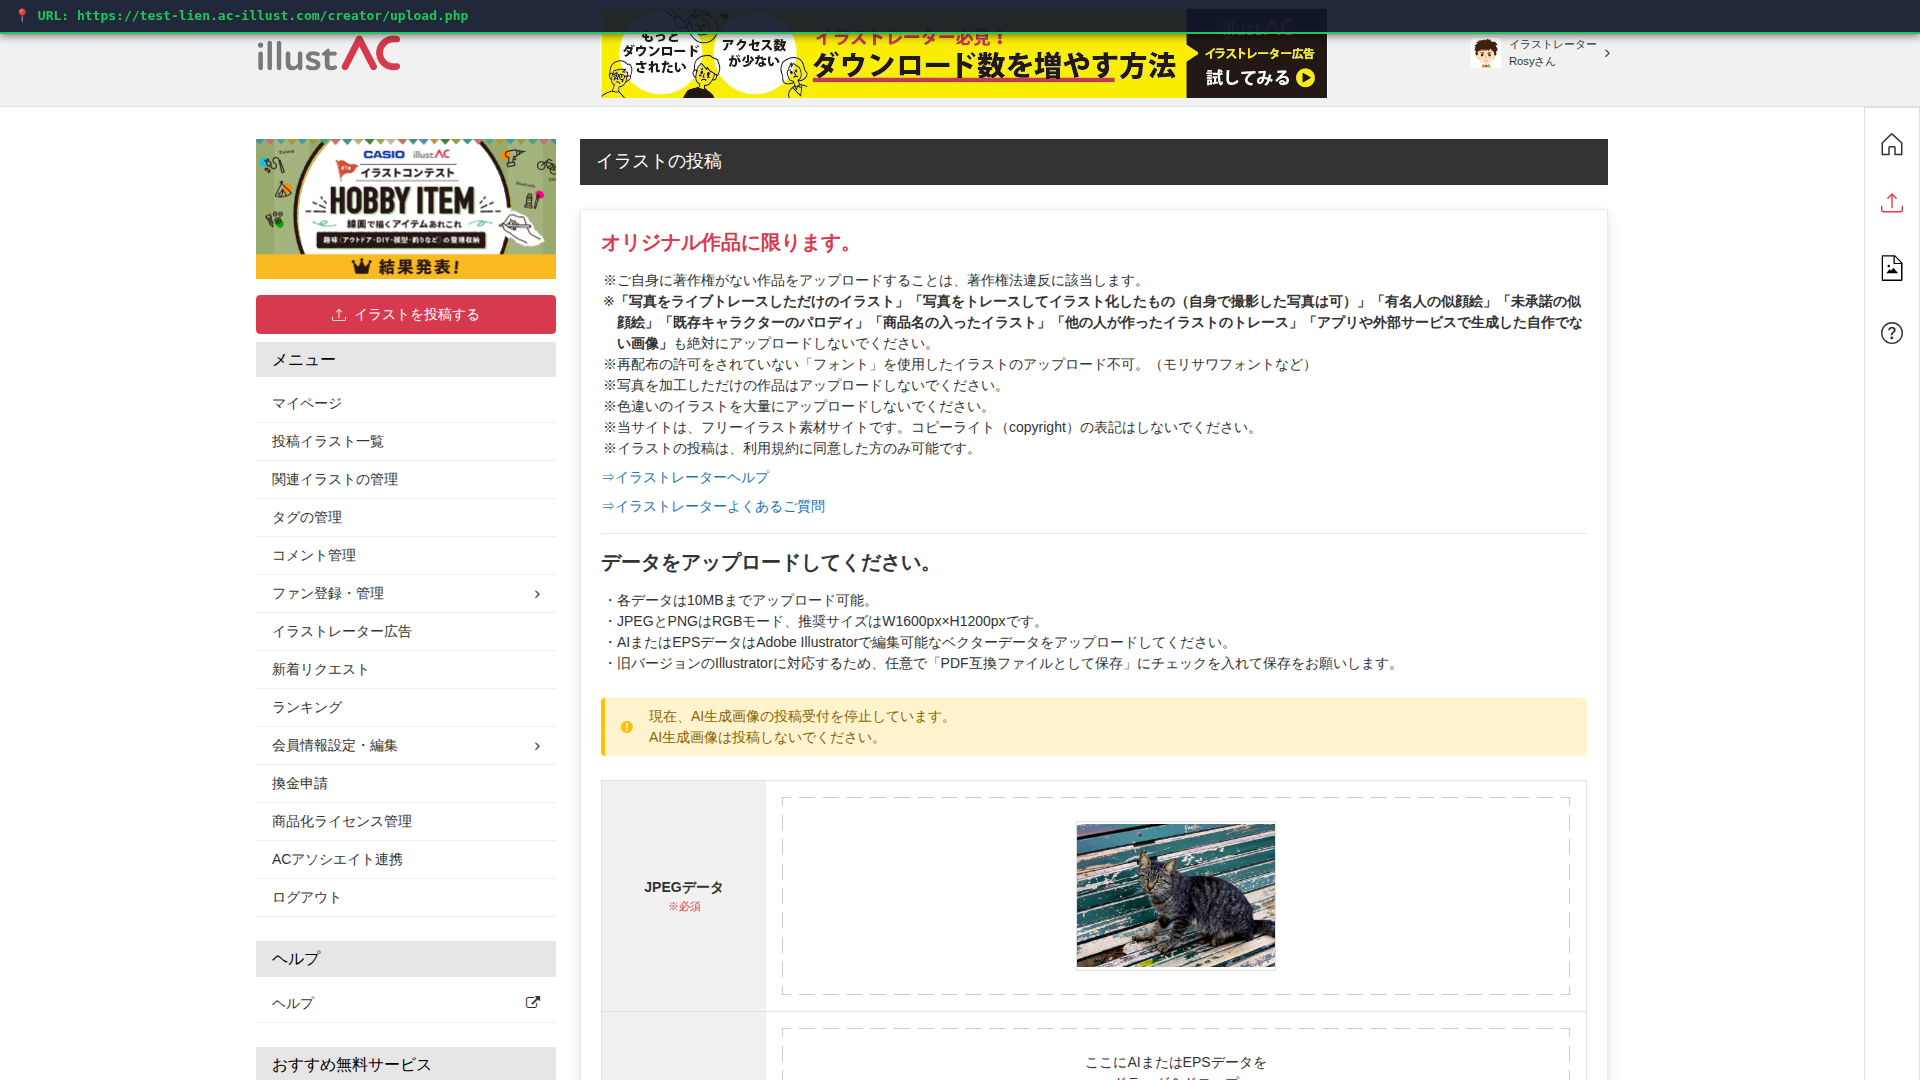 📍 URL: https://test-lien.ac-illust.com/creator/upload.php
illustAC
もっと
ダウンロード
されたい
アクセス数
が少ない
イラストレーター必見！
ダウンロード数を増やす方法
イラストレーター広告
試してみる
イラストレーター
Rosyさん
CASIO illustAC
イラストコンテスト
HOBBY ITEM
線画で描くアイテムあれこれ
趣味（アウトドア・DIY・模型・釣りなど）の整理収納
結果発表！
イラストを投稿する
メニュー
マイページ
投稿イラスト一覧
関連イラストの管理
タグの管理
コメント管理
ファン登録・管理
イラストレーター広告
新着リクエスト
ランキング
会員情報設定・編集
換金申請
商品化ライセンス管理
ACアソシエイト連携
ログアウト
ヘルプ
ヘルプ
おすすめ無料サービス
イラストの投稿
オリジナル作品に限ります。
※ご自身に著作権がない作品をアップロードすることは、著作権法違反に該当します。
※「写真をライブトレースしただけのイラスト」「写真をトレースしてイラスト化したもの（自身で撮影した写真は可）」「有名人の似顔絵」「未承諾の似
顔絵」「既存キャラクターのパロディ」「商品名の入ったイラスト」「他の人が作ったイラストのトレース」「アプリや外部サービスで生成した自作でな
い画像」も絶対にアップロードしないでください。
※再配布の許可をされていない「フォント」を使用したイラストのアップロード不可。（モリサワフォントなど）
※写真を加工しただけの作品はアップロードしないでください。
※色違いのイラストを大量にアップロードしないでください。
※当サイトは、フリーイラスト素材サイトです。コピーライト（copyright）の表記はしないでください。
※イラストの投稿は、利用規約に同意した方のみ可能です。
⇒イラストレーターヘルプ
⇒イラストレーターよくあるご質問
データをアップロードしてください。
・各データは10MBまでアップロード可能。
・JPEGとPNGはRGBモード、推奨サイズはW1600px×H1200pxです。
・AIまたはEPSデータはAdobe Illustratorで編集可能なベクターデータをアップロードしてください。
・旧バージョンのIllustratorに対応するため、任意で「PDF互換ファイルとして保存」にチェックを入れて保存をお願いします。
現在、AI生成画像の投稿受付を停止しています。
AI生成画像は投稿しないでください。
JPEGデータ
※必須
ここにAIまたはEPSデータを